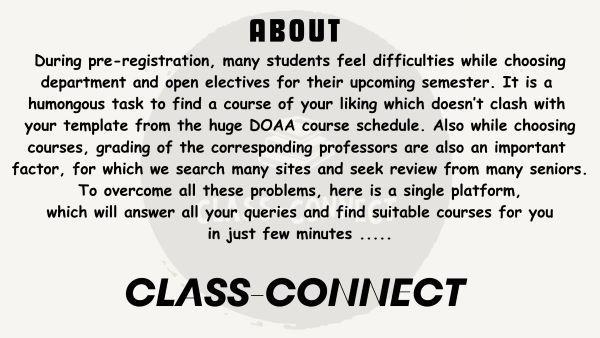 ABOUT
During pre-registration, many students feel difficulties while choosing
department and open electives for their upcoming semester. It is a
humongous task to find a course of your liking which doesn't clash with
your template from the huge DOAA course schedule. Also while choosing
courses, grading of the corresponding professors are also an important
factor, for which we search many sites and seek review from many seniors.
To overcome all these problems, here is a single platform,
which will answer all your queries and find suitable courses for you
CLASS-CONNECT
in just few minutes .....
CLASS-CONNECT